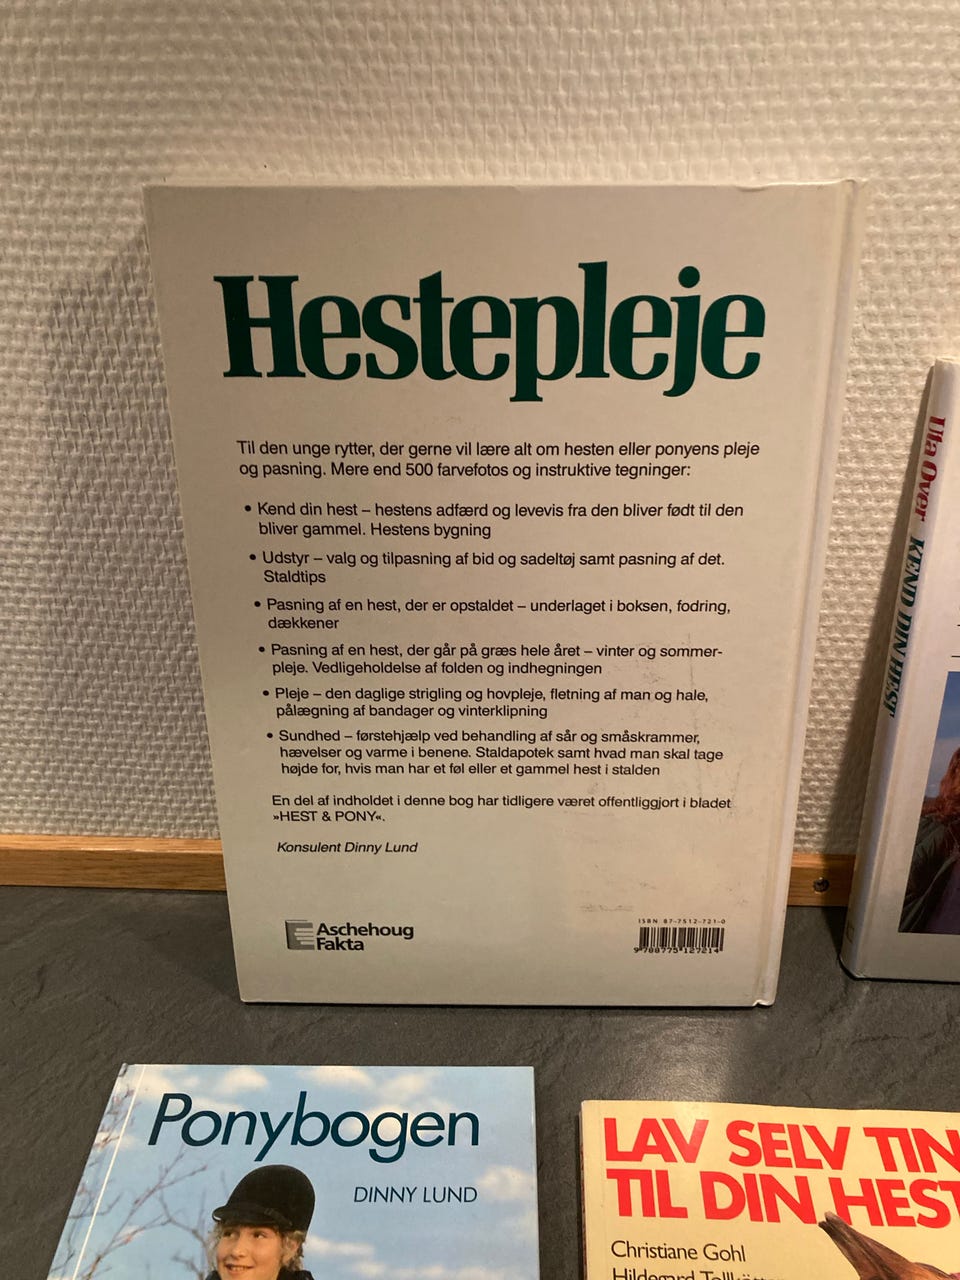 Hestepleje
Til den unge rytter, der gerne vil lære alt om hesten eller ponyens pleje
og pasning. Mere end 500 farvefotos og instruktive tegninger:
• Kend din hest – hestens adfærd og levevis fra den bliver født til den
bliver gammel. Hestens bygning
• Udstyr – valg og tilpasning af bid og sadeltøj samt pasning af det.
Staldtips
• Pasning af en hest, der er opstaldet – underlaget i boksen, fodring,
dækkener
• Pasning af en hest, der går på græs hele året – vinter og sommer-
pleje. Vedligeholdelse af folden og indhegningen
• Pleje – den daglige strigling og hovpleje, fletning af man og hale,
pålægning af bandager og vinterklipning
• Sundhed – førstehjælp ved behandling af sår og småskrammer,
hævelser og varme i benene. Staldapotek samt hvad man skal tage
højde for, hvis man har et føl eller et gammel hest i stalden
En del af indholdet i denne bog har tidligere været offentliggjort i bladet
»HEST & PONY«.
Konsulent Dinny Lund
Aschehoug
Fakta
ISBN 87-7512-721-0
9 788775 127214
Ulla Over KEND DIN HEST
Ponybogen
DINNY LUND
LAV SELV TIN
TIL DIN HEST
Christiane Gohl
Hildegard